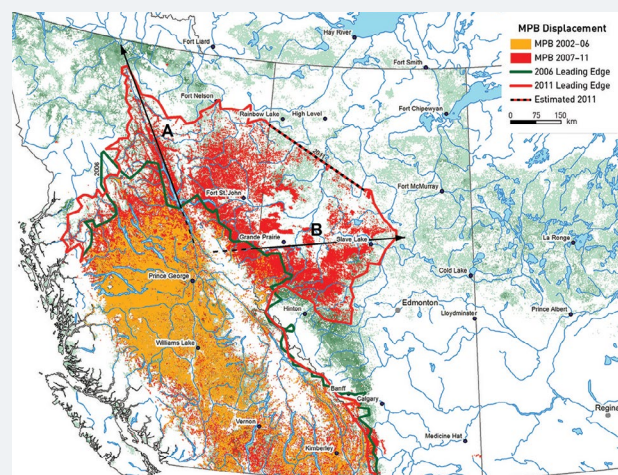 MPB Displacement
MPB 2002–06
MPB 2007–11
2006 Leading Edge
2011 Leading Edge
Estimated 2011
0 75 150
km
Hay River
Fort Liard
Fort Smith
Fort Nelson
Rainbow Lake
High Level
Fort Chipewyan
A
2006
2011
Fort McMurray
Fort St. John
B
Grande Prairie
Slave Lake
La Ronge
Cold Lake
Prince George
Edmonton
Hinton
Lloydminster
Prince Albert
Williams Lake
Banff
Calgary
Regina
Vernon
Medicine Hat
Kimberley